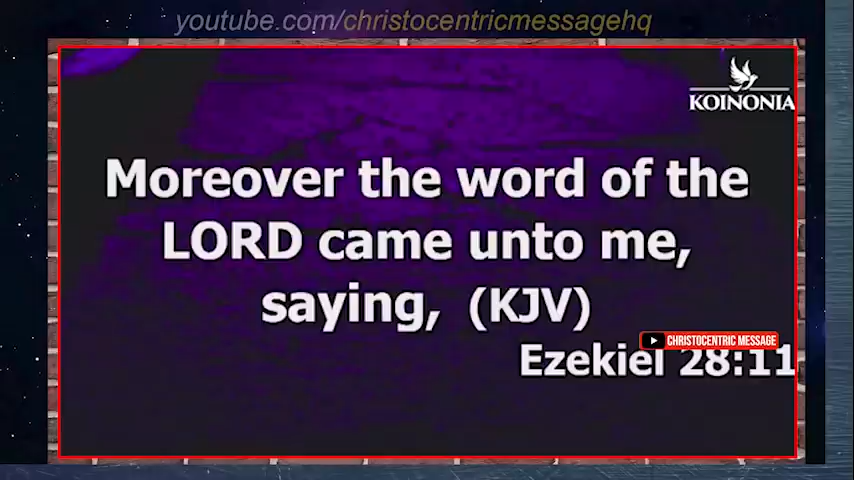 youtube.com/christocentricmessagehq
KOINONIA
Moreover the word of the
LORD came unto me,
saying, (KJV)
CHRISTOCENTRIC MESSAGE
Ezekiel 28:11